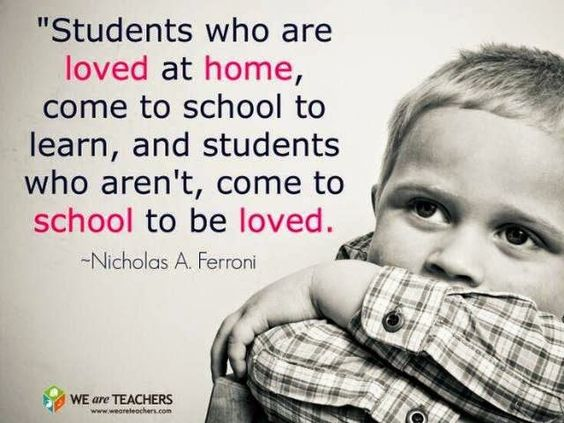 "Students who are
loved at home,
come to school to
learn, and students
who aren't, come to
school to be loved.
~Nicholas A. Ferroni
WE are TEACHERS
www.weareteachers.com